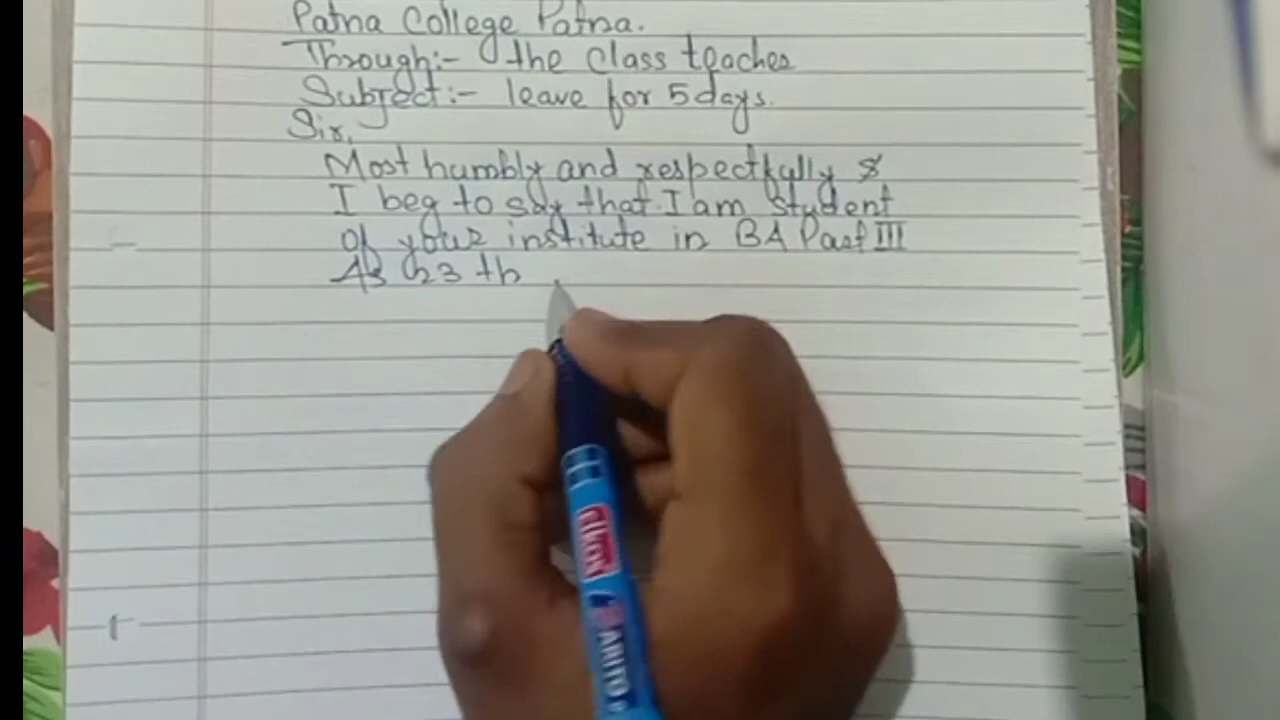 Patna College Patna.
Through:- the class teacher
Subject:- leave for 5 days.
Sir,
Most humbly and respectfully $
I beg to say that I am student
of your institute in BA Part III
As 23 th
elkos